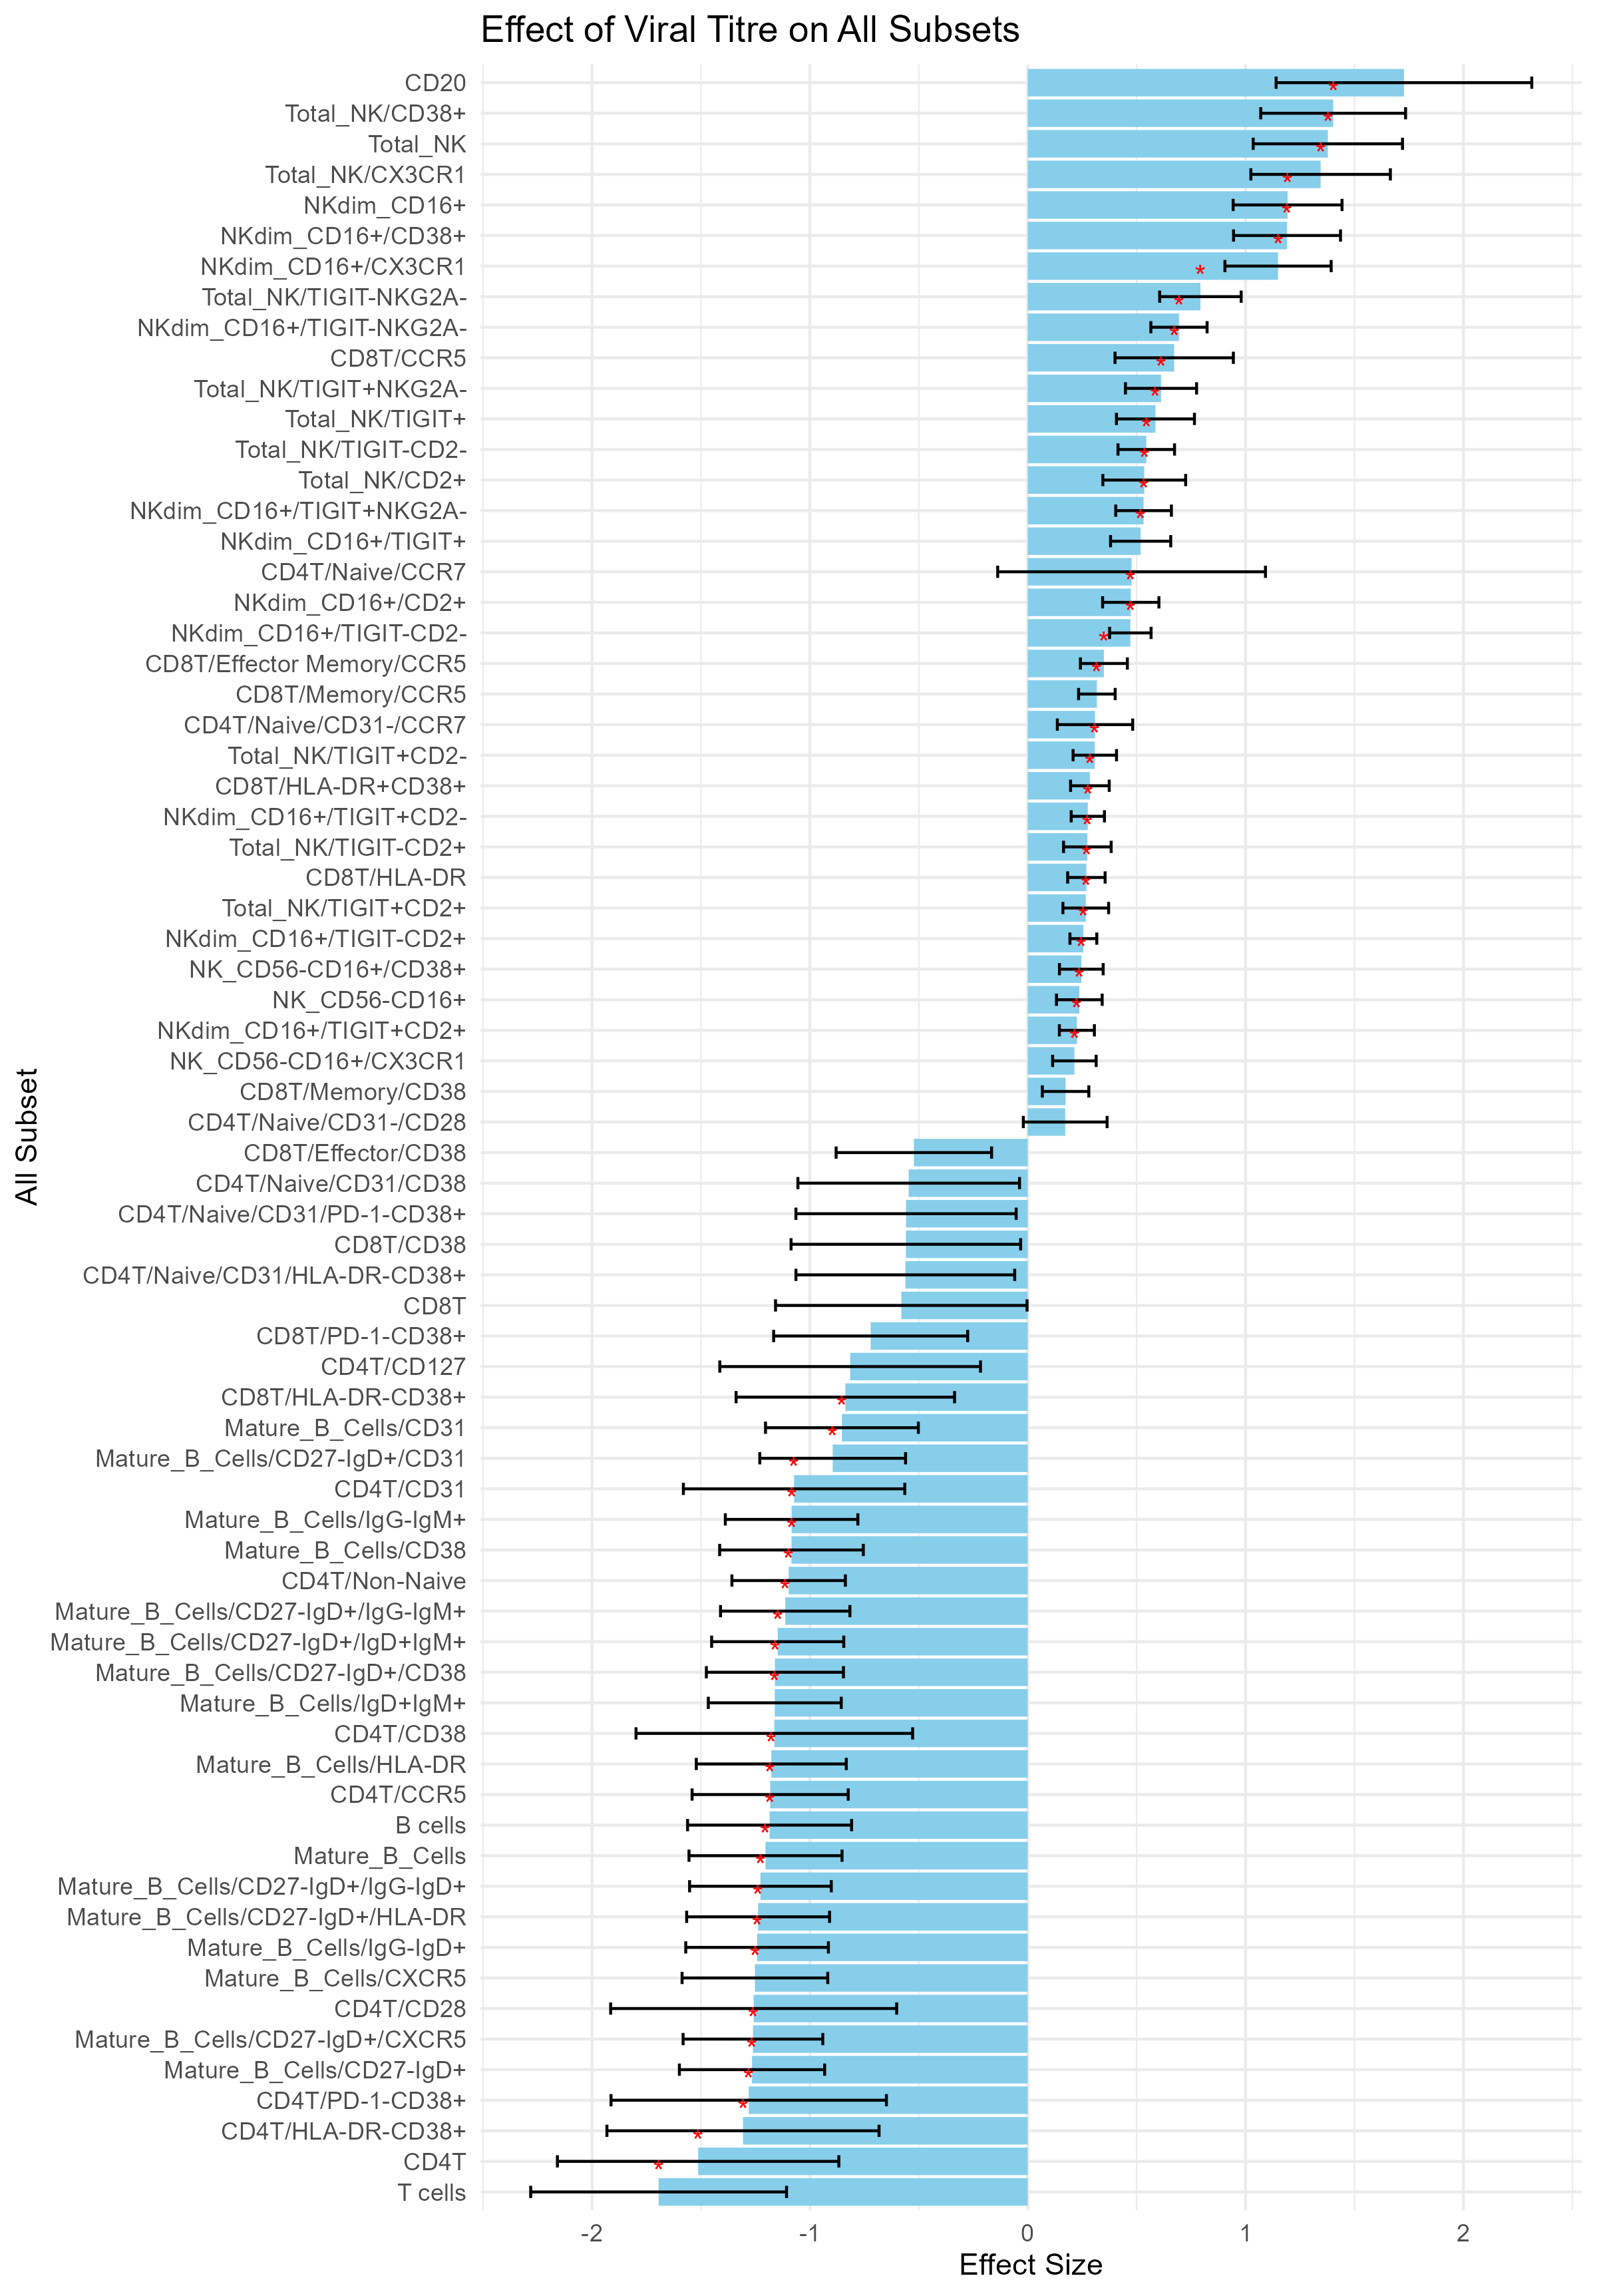 Effect of Viral Titre on All Subsets
CD20
Total_NK/CD38+
Total_NK
Total_NK/CX3CR1
NKdim_CD16+
NKdim_CD16+/CD38+
NKdim_CD16+/CX3CR1
Total_NK/TIGIT-NKG2A-
NKdim_CD16+/TIGIT-NKG2A-
CD8T/CCR5
Total_NK/TIGIT+NKG2A-
Total_NK/TIGIT+
Total_NK/TIGIT-CD2-
Total_NK/CD2+
NKdim_CD16+/TIGIT+NKG2A-
NKdim_CD16+/TIGIT+
CD4T/Naive/CCR7
NKdim_CD16+/CD2+
NKdim_CD16+/TIGIT-CD2-
CD8T/Effector Memory/CCR5
CD8T/Memory/CCR5
CD4T/Naive/CD31-/CCR7
Total_NK/TIGIT+CD2-
CD8T/HLA-DR+CD38+
NKdim_CD16+/TIGIT+CD2-
Total_NK/TIGIT-CD2+
CD8T/HLA-DR
Total_NK/TIGIT+CD2+
NKdim_CD16+/TIGIT-CD2+
NK_CD56-CD16+/CD38+
NK_CD56-CD16+
NKdim_CD16+/TIGIT+CD2+
NK_CD56-CD16+/CX3CR1
CD8T/Memory/CD38
CD4T/Naive/CD31-/CD28
CD8T/Effector/CD38
CD4T/Naive/CD31/CD38
CD4T/Naive/CD31/PD-1-CD38+
CD8T/CD38
CD4T/Naive/CD31/HLA-DR-CD38+
CD8T
CD8T/PD-1-CD38+
CD4T/CD127
CD8T/HLA-DR-CD38+
Mature_B_Cells/CD31
Mature_B_Cells/CD27-IgD+/CD31
CD4T/CD31
Mature_B_Cells/IgG-IgM+
Mature_B_Cells/CD38
CD4T/Non-Naive
Mature_B_Cells/CD27-IgD+/IgG-IgM+
Mature_B_Cells/CD27-IgD+/IgD+IgM+
Mature_B_Cells/CD27-IgD+/CD38
Mature_B_Cells/IgD+IgM+
CD4T/CD38
Mature_B_Cells/HLA-DR
CD4T/CCR5
B cells
Mature_B_Cells
Mature_B_Cells/CD27-IgD+/IgG-IgD+
Mature_B_Cells/CD27-IgD+/HLA-DR
Mature_B_Cells/IgG-IgD+
Mature_B_Cells/CXCR5
CD4T/CD28
Mature_B_Cells/CD27-IgD+/CXCR5
Mature_B_Cells/CD27-IgD+
CD4T/PD-1-CD38+
CD4T/HLA-DR-CD38+
CD4T
T cells
All Subset
-2 -1 0 1 2
Effect Size